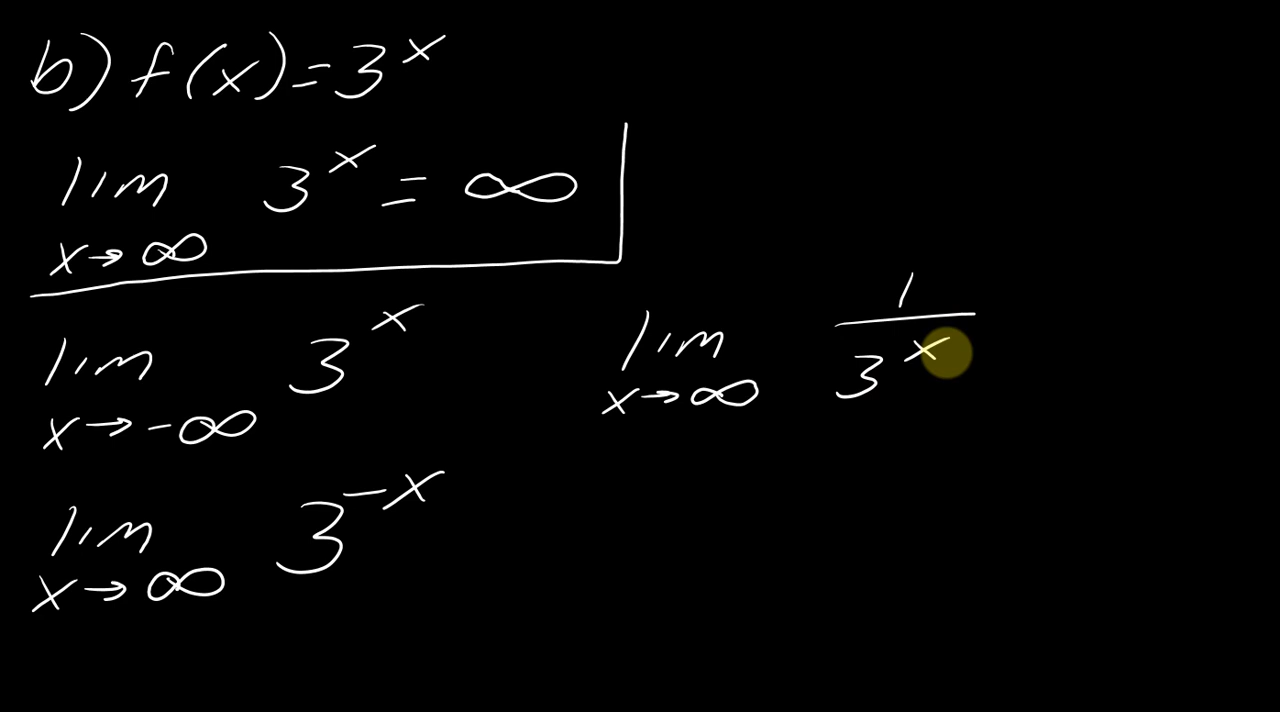 b) f(x) = 3^x
lim x→∞ 3^x = ∞
lim x→-∞ 3^x
lim x→∞ 3^-x
lim x→∞ 1/3^x